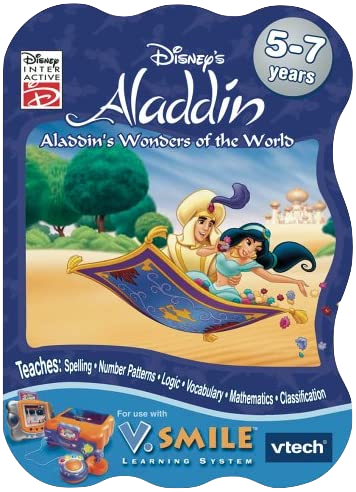 Disney
INTER
ACTIVE
D
Disney's
5-7
years
Aladdin
Aladdin's Wonders of the World
Teaches: Spelling • Number Patterns • Logic • Vocabulary • Mathematics • Classification
For use with
V.SMILE™
LEARNING SYSTEM
vtech®